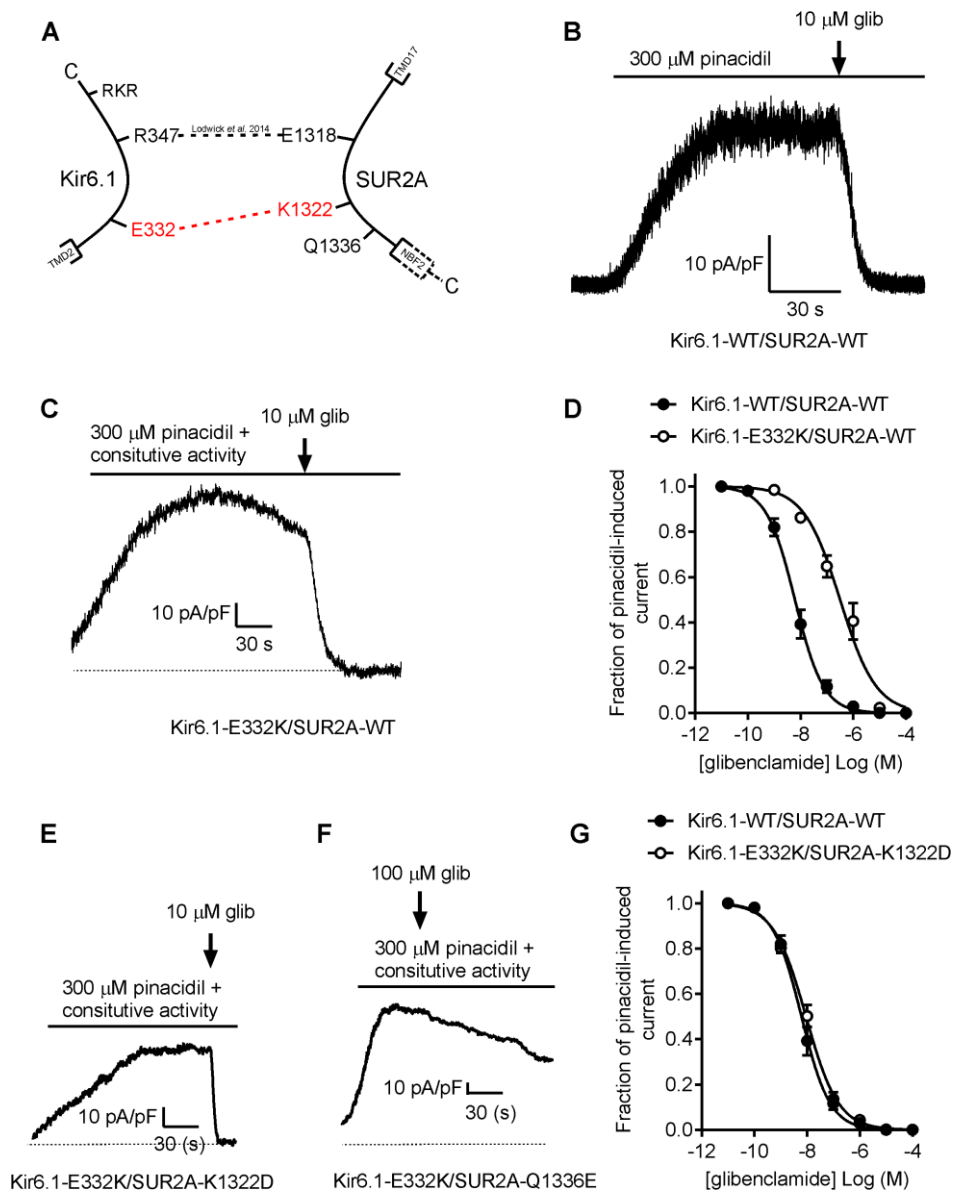 A
C
RKR
TMD17
R347
Lodwick et al. 2014
E1318
Kir6.1
SUR2A
K1322
E332
TMD2
Q1336
NBF2
C
B
10 μM glib
300 μM pinacidil
10 pA/pF
30 s
Kir6.1-WT/SUR2A-WT
C
10 μM glib
300 μM pinacidil +
consitutive activity
10 pA/pF
30 s
Kir6.1-E332K/SUR2A-WT
D
Kir6.1-WT/SUR2A-WT
Kir6.1-E332K/SUR2A-WT
Fraction of pinacidil-induced
current
1.0
0.8
0.6
0.4
0.2
0.0
-12 -10 -8 -6 -4
[glibenclamide] Log (M)
E
10 μM glib
300 μM pinacidil +
consitutive activity
10 pA/pF
30 (s)
Kir6.1-E332K/SUR2A-K1322D
F
100 μM glib
300 μM pinacidil +
consitutive activity
10 pA/pF
30 (s)
Kir6.1-E332K/SUR2A-Q1336E
G
Kir6.1-WT/SUR2A-WT
Kir6.1-E332K/SUR2A-K1322D
Fraction of pinacidil-induced
current
1.0
0.8
0.6
0.4
0.2
0.0
-12 -10 -8 -6 -4
[glibenclamide] Log (M)